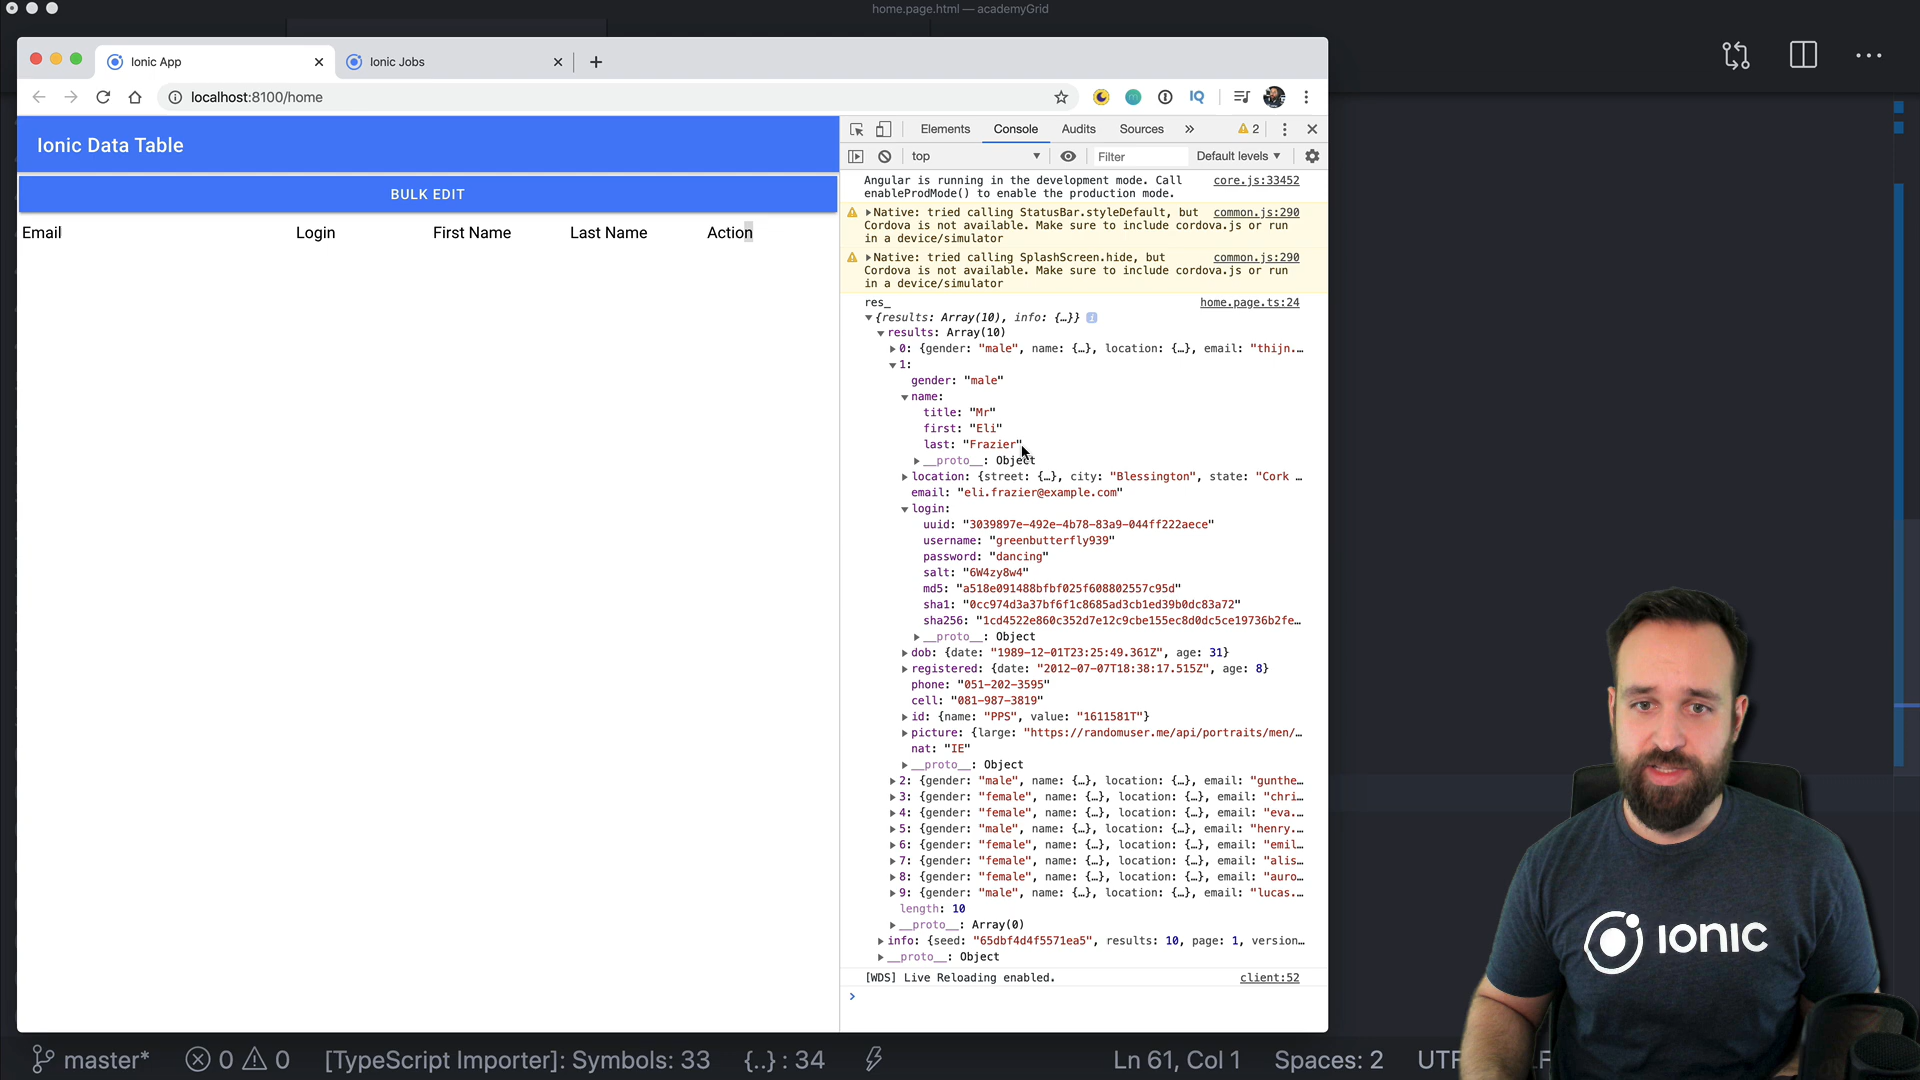 home.page.html — academyGrid
Ionic App
Ionic Jobs
localhost:8100/home
IQ
Ionic Data Table
BULK EDIT
Email Login First Name Last Name Action
Elements Console Audits Sources » 2
top Filter Default levels
Angular is running in the development mode. Call core.js:33452
enableProdMode() to enable the production mode.
Native: tried calling StatusBar.styleDefault, but common.js:290
Cordova is not available. Make sure to include cordova.js or run
in a device/simulator
Native: tried calling SplashScreen.hide, but common.js:290
Cordova is not available. Make sure to include cordova.js or run
in a device/simulator
res_ home.page.ts:24
{results: Array(10), info: {…}} i
results: Array(10)
0: {gender: "male", name: {…}, location: {…}, email: "thijn.…
1:
gender: "male"
name:
title: "Mr"
first: "Eli"
last: "Frazier"
__proto__: Object
location: {street: {…}, city: "Blessington", state: "Cork …
email: "eli.frazier@example.com"
login:
uuid: "3039897e-492e-4b78-83a9-044ff222aece"
username: "greenbutterfly939"
password: "dancing"
salt: "6W4zy8w4"
md5: "a518e091488bfbf025f608802557c95d"
sha1: "0cc974d3a37bf6f1c8685ad3cb1ed39b0dc83a72"
sha256: "1cd4522e860c352d7e12c9cbe155ec8d0dc5ce19736b2fe…
__proto__: Object
dob: {date: "1989-12-01T23:25:49.361Z", age: 31}
registered: {date: "2012-07-07T18:38:17.515Z", age: 8}
phone: "051-202-3595"
cell: "081-987-3819"
id: {name: "PPS", value: "1611581T"}
picture: {large: "https://randomuser.me/api/portraits/men/…
nat: "IE"
__proto__: Object
2: {gender: "male", name: {…}, location: {…}, email: "gunthe…
3: {gender: "female", name: {…}, location: {…}, email: "chri…
4: {gender: "female", name: {…}, location: {…}, email: "eva.…
5: {gender: "male", name: {…}, location: {…}, email: "henry.…
6: {gender: "female", name: {…}, location: {…}, email: "emil…
7: {gender: "female", name: {…}, location: {…}, email: "alis…
8: {gender: "female", name: {…}, location: {…}, email: "auro…
9: {gender: "male", name: {…}, location: {…}, email: "lucas.…
length: 10
__proto__: Array(0)
info: {seed: "65dbf4d4f5571ea5", results: 10, page: 1, version…
__proto__: Object
[WDS] Live Reloading enabled. client:52
>
IONIC
master* 0 0 [TypeScript Importer]: Symbols: 33 {..} : 34 Ln 61, Col 1 Spaces: 2